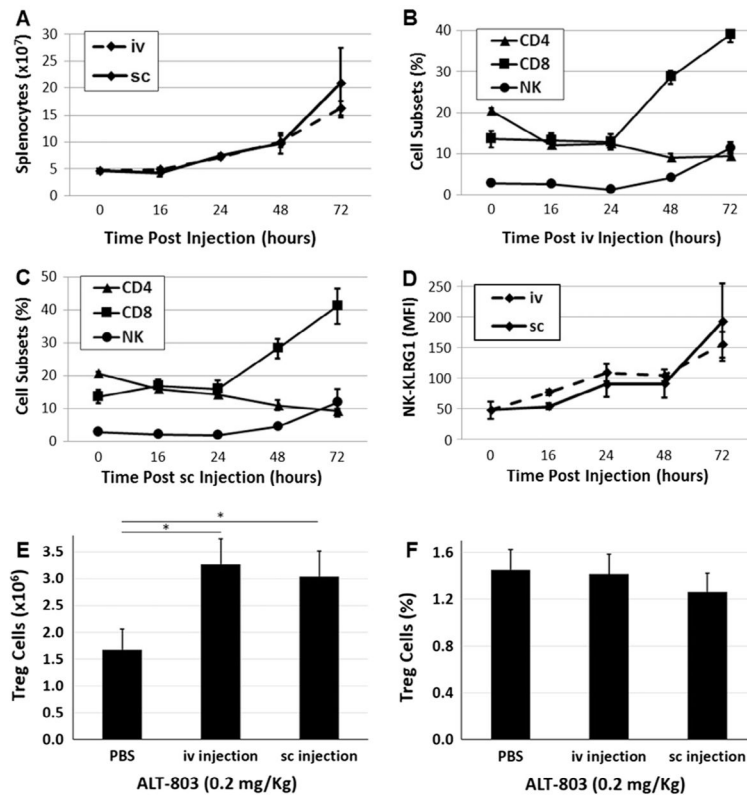 A
Splenocytes (x10⁷)
iv
sc
25
20
15
10
5
0
0 16 24 48 72
Time Post Injection (hours)
B
Cell Subsets (%)
CD4
CD8
NK
40
30
20
10
0
0 16 24 48 72
Time Post iv Injection (hours)
C
Cell Subsets (%)
CD4
CD8
NK
50
40
30
20
10
0
0 16 24 48 72
Time Post sc Injection (hours)
D
NK-KLRG1 (MFI)
iv
sc
250
200
150
100
50
0
0 16 24 48 72
Time Post Injection (hours)
E
Treg Cells (x10⁶)
*
*
3.5
3.0
2.5
2.0
1.5
1.0
0.5
0.0
PBS iv injection sc injection
ALT-803 (0.2 mg/Kg)
F
Treg Cells (%)
1.6
1.2
0.8
0.4
0.0
PBS iv injection sc injection
ALT-803 (0.2 mg/Kg)